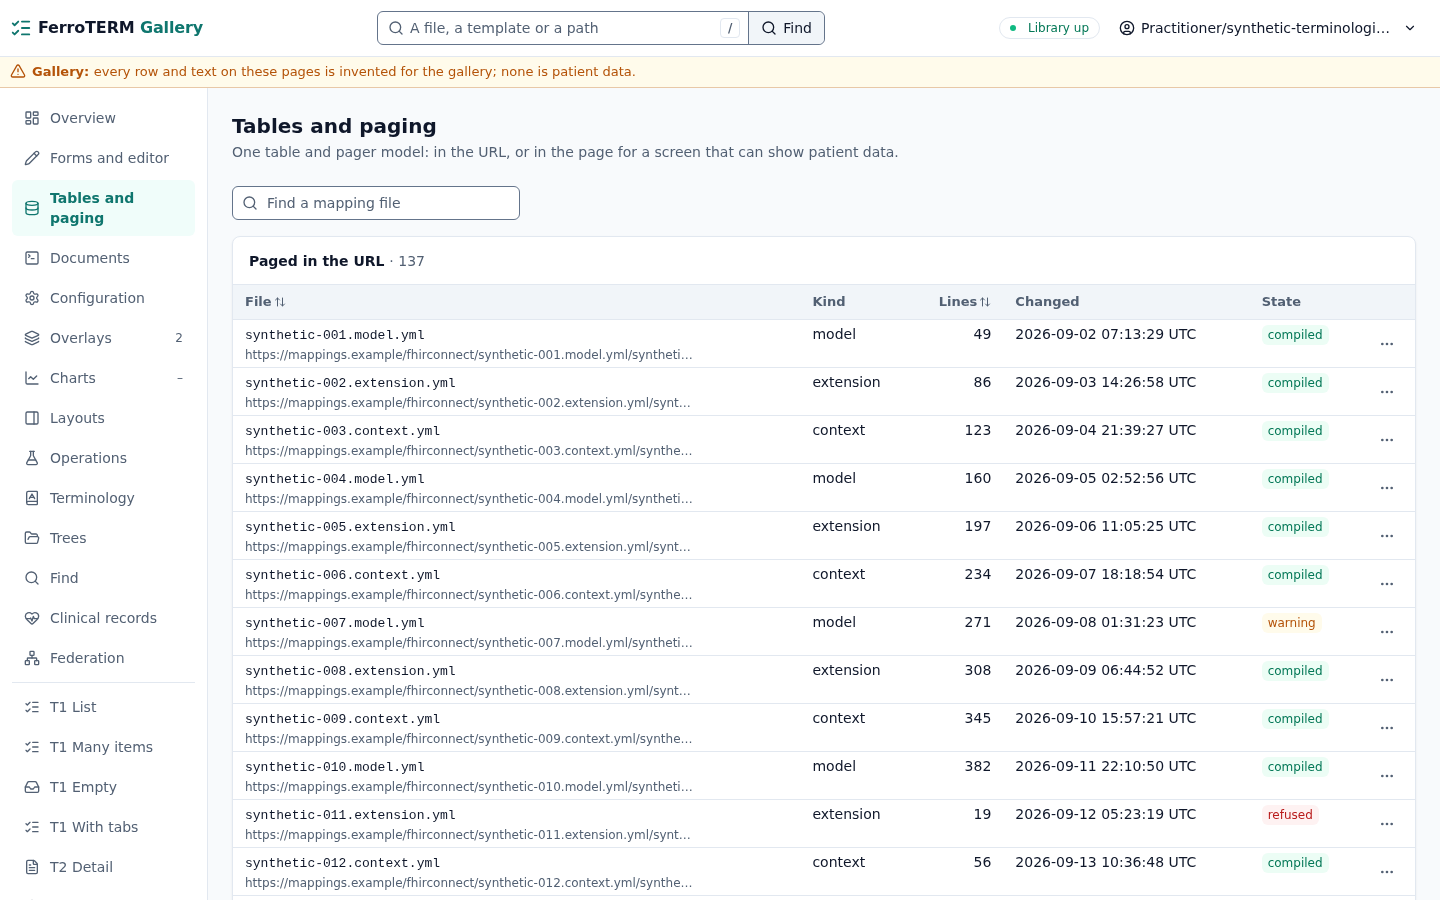 FerroTERM Gallery
A file, a template or a path
/
Find
Library up
Practitioner/synthetic-terminologi…
Gallery: every row and text on these pages is invented for the gallery; none is patient data.
Overview
Forms and editor
Tables and
paging
Documents
Configuration
Overlays 2
Charts –
Layouts
Operations
Terminology
Trees
Find
Clinical records
Federation
T1 List
T1 Many items
T1 Empty
T1 With tabs
T2 Detail
Tables and paging
One table and pager model: in the URL, or in the page for a screen that can show patient data.
Find a mapping file
Paged in the URL · 137
File Kind Lines Changed State
synthetic-001.model.yml model 49 2026-09-02 07:13:29 UTC compiled
https://mappings.example/fhirconnect/synthetic-001.model.yml/syntheti…
synthetic-002.extension.yml extension 86 2026-09-03 14:26:58 UTC compiled
https://mappings.example/fhirconnect/synthetic-002.extension.yml/synt…
synthetic-003.context.yml context 123 2026-09-04 21:39:27 UTC compiled
https://mappings.example/fhirconnect/synthetic-003.context.yml/synthe…
synthetic-004.model.yml model 160 2026-09-05 02:52:56 UTC compiled
https://mappings.example/fhirconnect/synthetic-004.model.yml/syntheti…
synthetic-005.extension.yml extension 197 2026-09-06 11:05:25 UTC compiled
https://mappings.example/fhirconnect/synthetic-005.extension.yml/synt…
synthetic-006.context.yml context 234 2026-09-07 18:18:54 UTC compiled
https://mappings.example/fhirconnect/synthetic-006.context.yml/synthe…
synthetic-007.model.yml model 271 2026-09-08 01:31:23 UTC warning
https://mappings.example/fhirconnect/synthetic-007.model.yml/syntheti…
synthetic-008.extension.yml extension 308 2026-09-09 06:44:52 UTC compiled
https://mappings.example/fhirconnect/synthetic-008.extension.yml/synt…
synthetic-009.context.yml context 345 2026-09-10 15:57:21 UTC compiled
https://mappings.example/fhirconnect/synthetic-009.context.yml/synthe…
synthetic-010.model.yml model 382 2026-09-11 22:10:50 UTC compiled
https://mappings.example/fhirconnect/synthetic-010.model.yml/syntheti…
synthetic-011.extension.yml extension 19 2026-09-12 05:23:19 UTC refused
https://mappings.example/fhirconnect/synthetic-011.extension.yml/synt…
synthetic-012.context.yml context 56 2026-09-13 10:36:48 UTC compiled
https://mappings.example/fhirconnect/synthetic-012.context.yml/synthe…